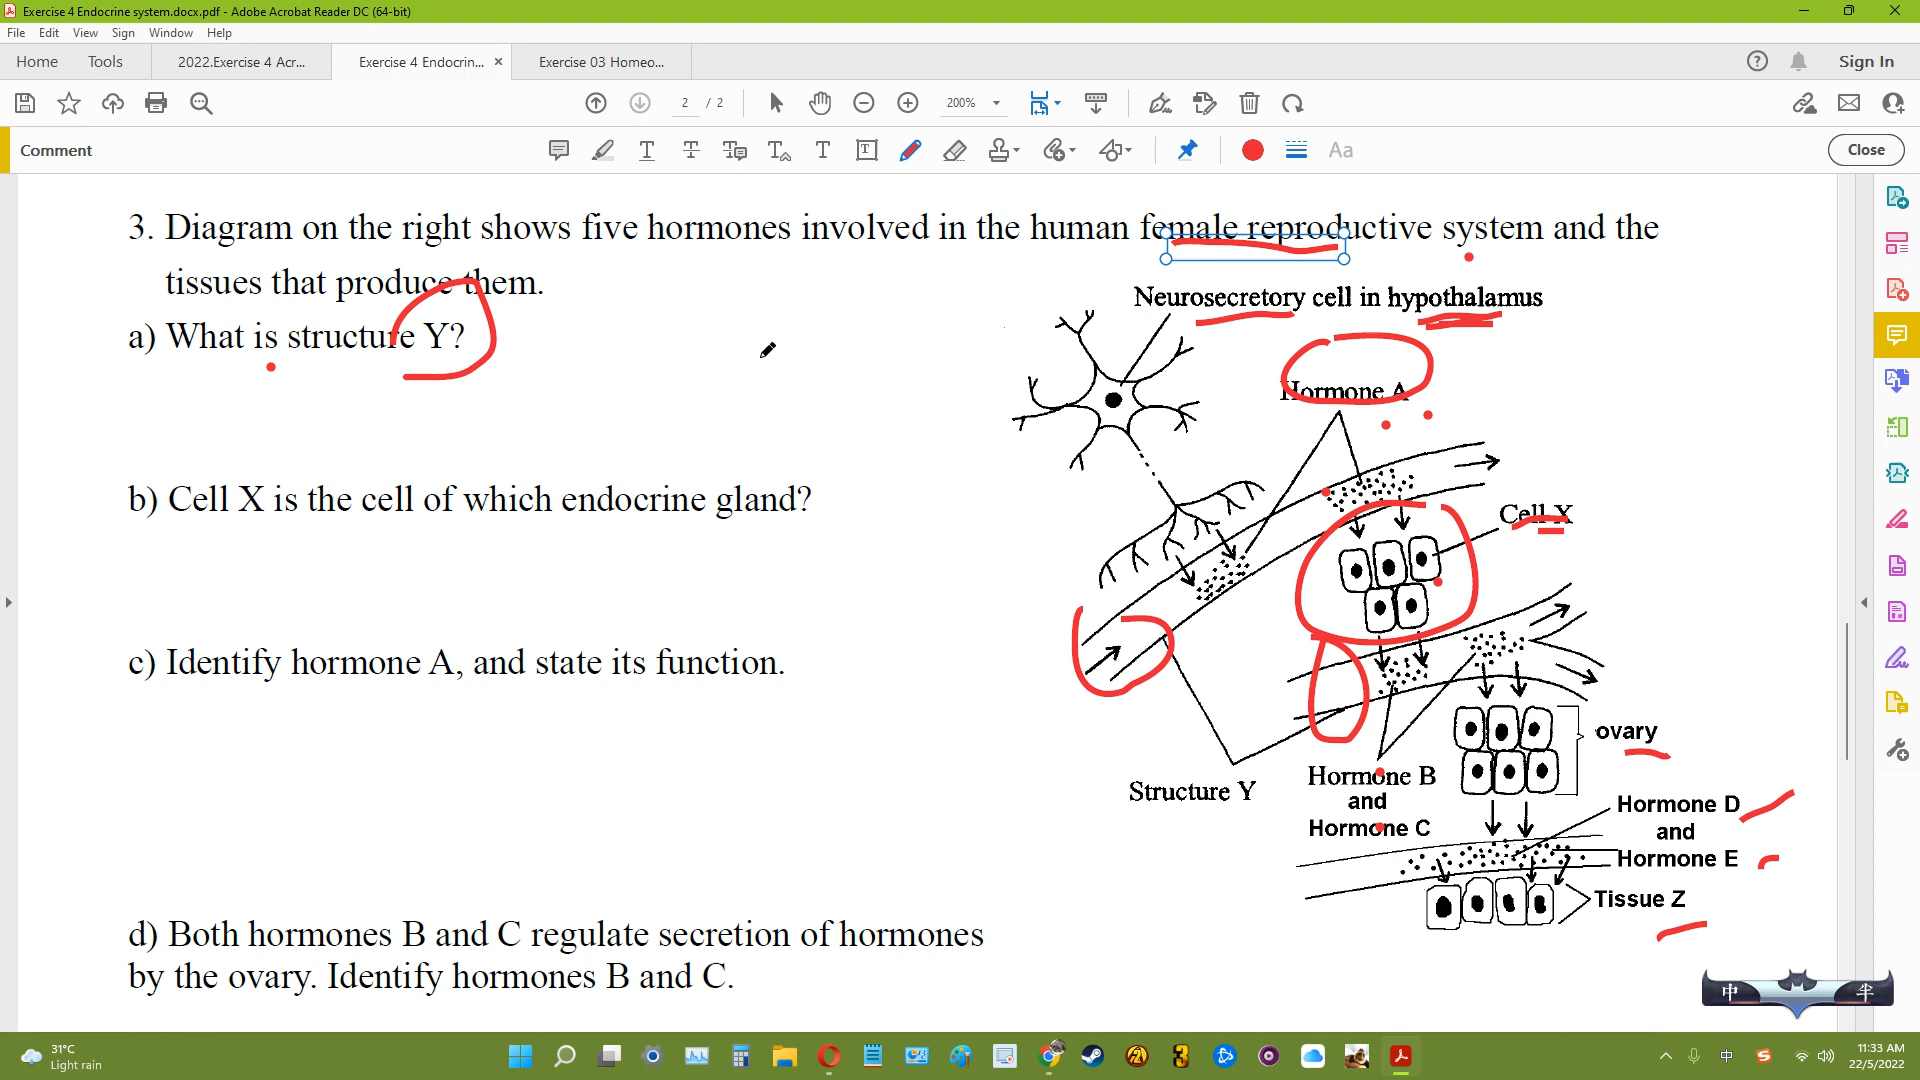 Exercise 4 Endocrine system.docx.pdf - Adobe Acrobat Reader DC (64-bit)
File Edit View Sign Window Help
Home Tools 2022.Exercise 4 Acr... Exercise 4 Endocrin... × Exercise 03 Homeo... Sign In
2 / 2 200%
Comment Aa Close
3. Diagram on the right shows five hormones involved in the human female reproductive system and the
tissues that produce them.
a) What is structure Y?
b) Cell X is the cell of which endocrine gland?
c) Identify hormone A, and state its function.
d) Both hormones B and C regulate secretion of hormones
by the ovary. Identify hormones B and C.
Neurosecretory cell in hypothalamus
Hormone A
Cell X
Structure Y
Hormone B
and
Hormone C
ovary
Hormone D
and
Hormone E
Tissue Z
中
31°C
Light rain
中
11:33 AM
22/5/2022